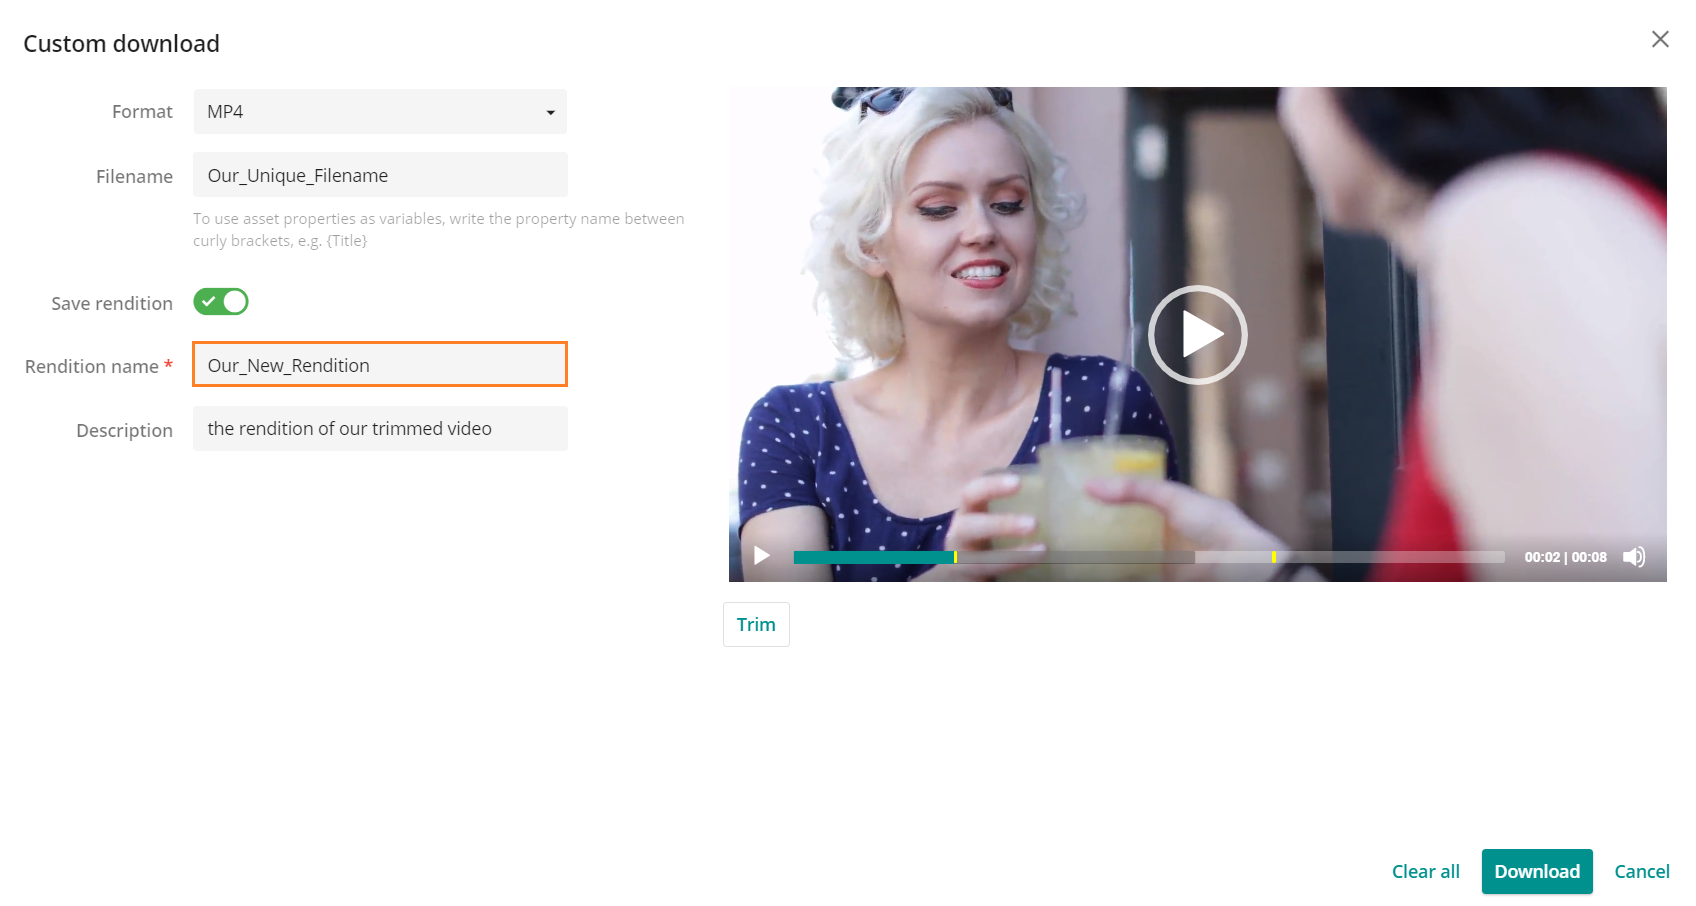 Custom download
Format
MP4
Filename
Our_Unique_Filename
To use asset properties as variables, write the property name between
curly brackets, e.g. {Title}
Save rendition
Rendition name *
Our_New_Rendition
Description
the rendition of our trimmed video
00:02 | 00:08
Trim
Clear all
Download
Cancel